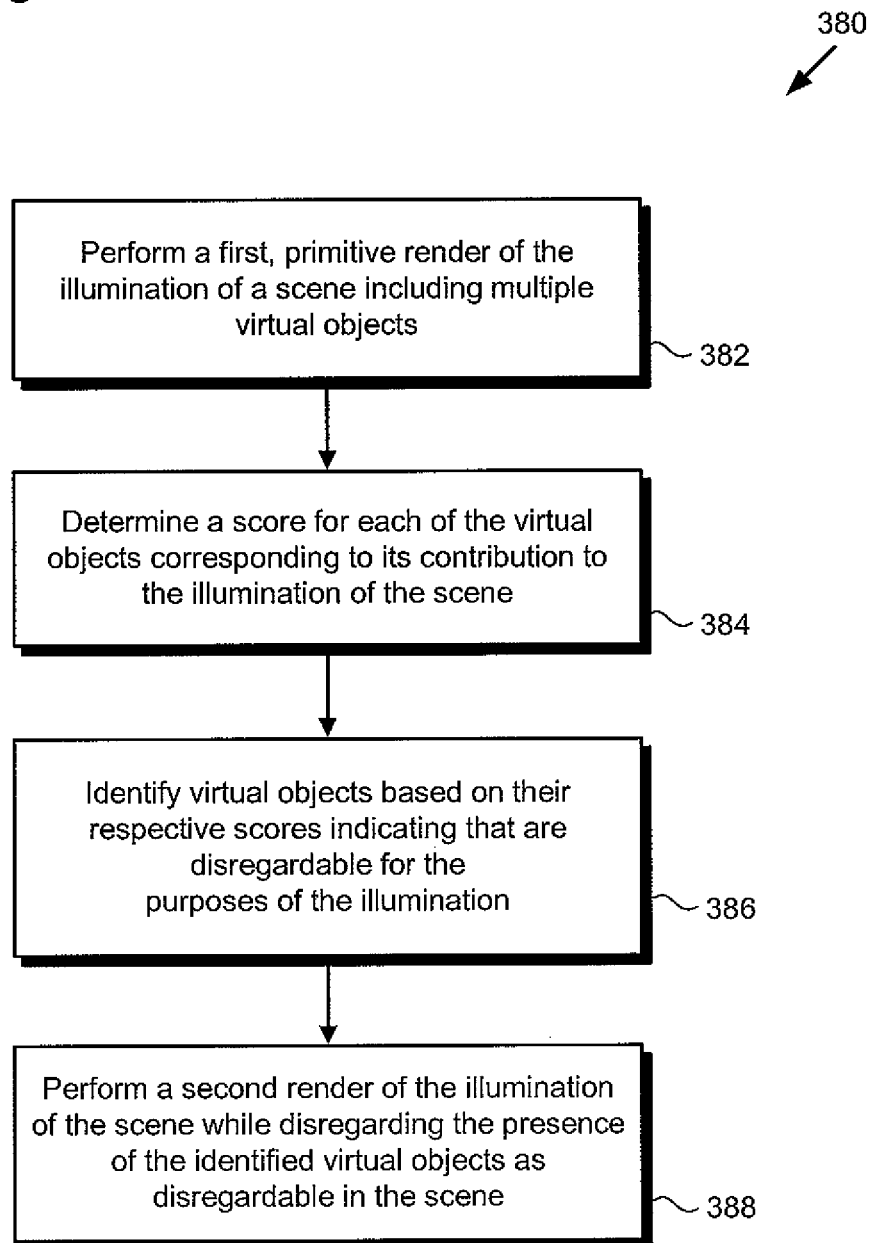 380
Perform a first, primitive render of the
illumination of a scene including multiple
virtual objects
382
Determine a score for each of the virtual
objects corresponding to its contribution to
the illumination of the scene
384
Identify virtual objects based on their
respective scores indicating that are
disregardable for the
purposes of the illumination
386
Perform a second render of the illumination
of the scene while disregarding the presence
of the identified virtual objects as
disregardable in the scene
388